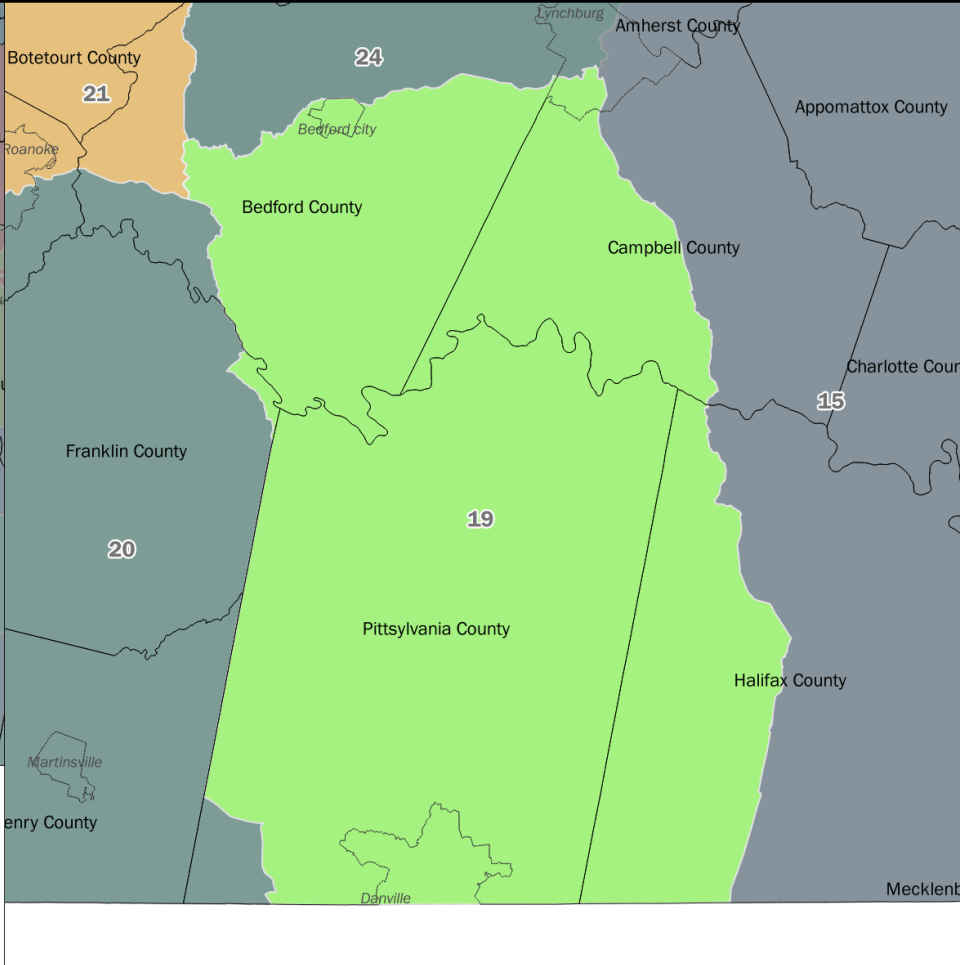 Lynchburg
Amherst County
Botetourt County
24
21
Appomattox County
Bedford city
Roanoke
Bedford County
Campbell County
Charlotte Coun
15
Franklin County
19
20
Pittsylvania County
Halifax County
Martinsville
enry County
Mecklenb
Danville